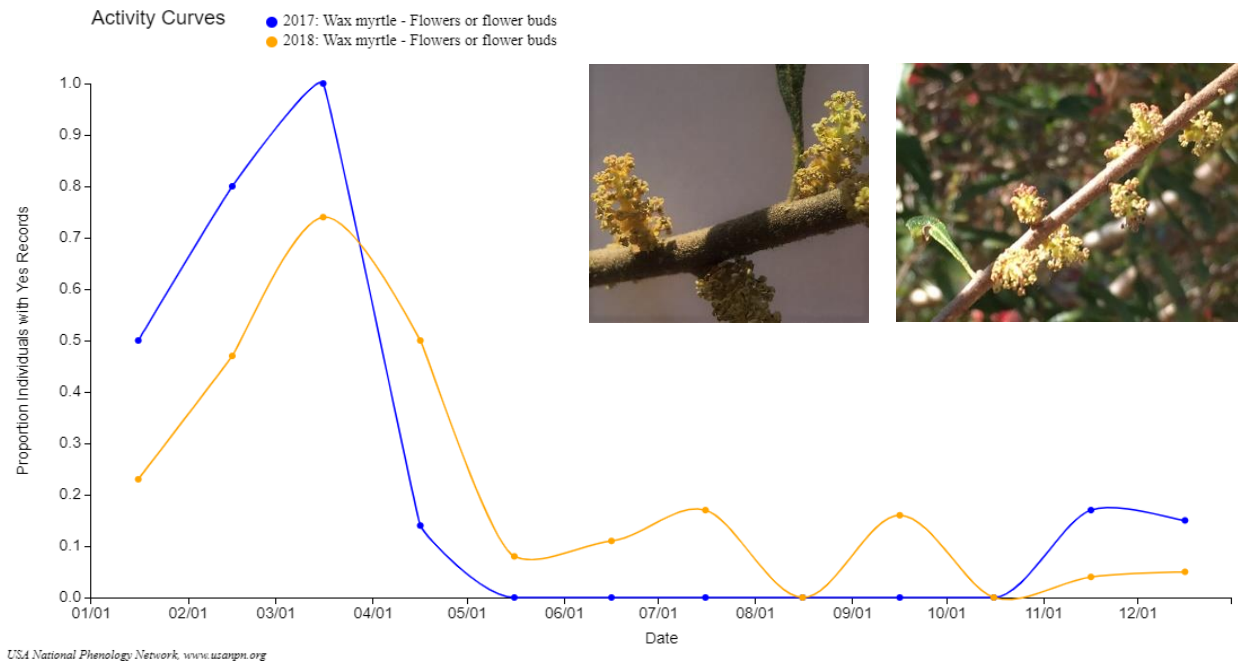 Activity Curves
2017: Wax myrtle - Flowers or flower buds
2018: Wax myrtle - Flowers or flower buds
1.0
0.9
0.8
0.7
0.6
0.5
0.4
0.3
0.2
0.1
0.0
Proportion Individuals with Yes Records
01/01 02/01 03/01 04/01 05/01 06/01 07/01 08/01 09/01 10/01 11/01 12/01
Date
USA National Phenology Network, www.usanpn.org